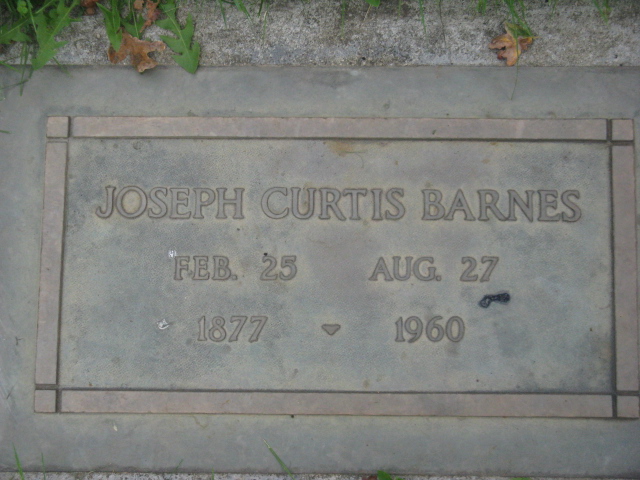 JOSEPH CURTIS BARNES
FEB. 25 AUG. 27
1877 1960